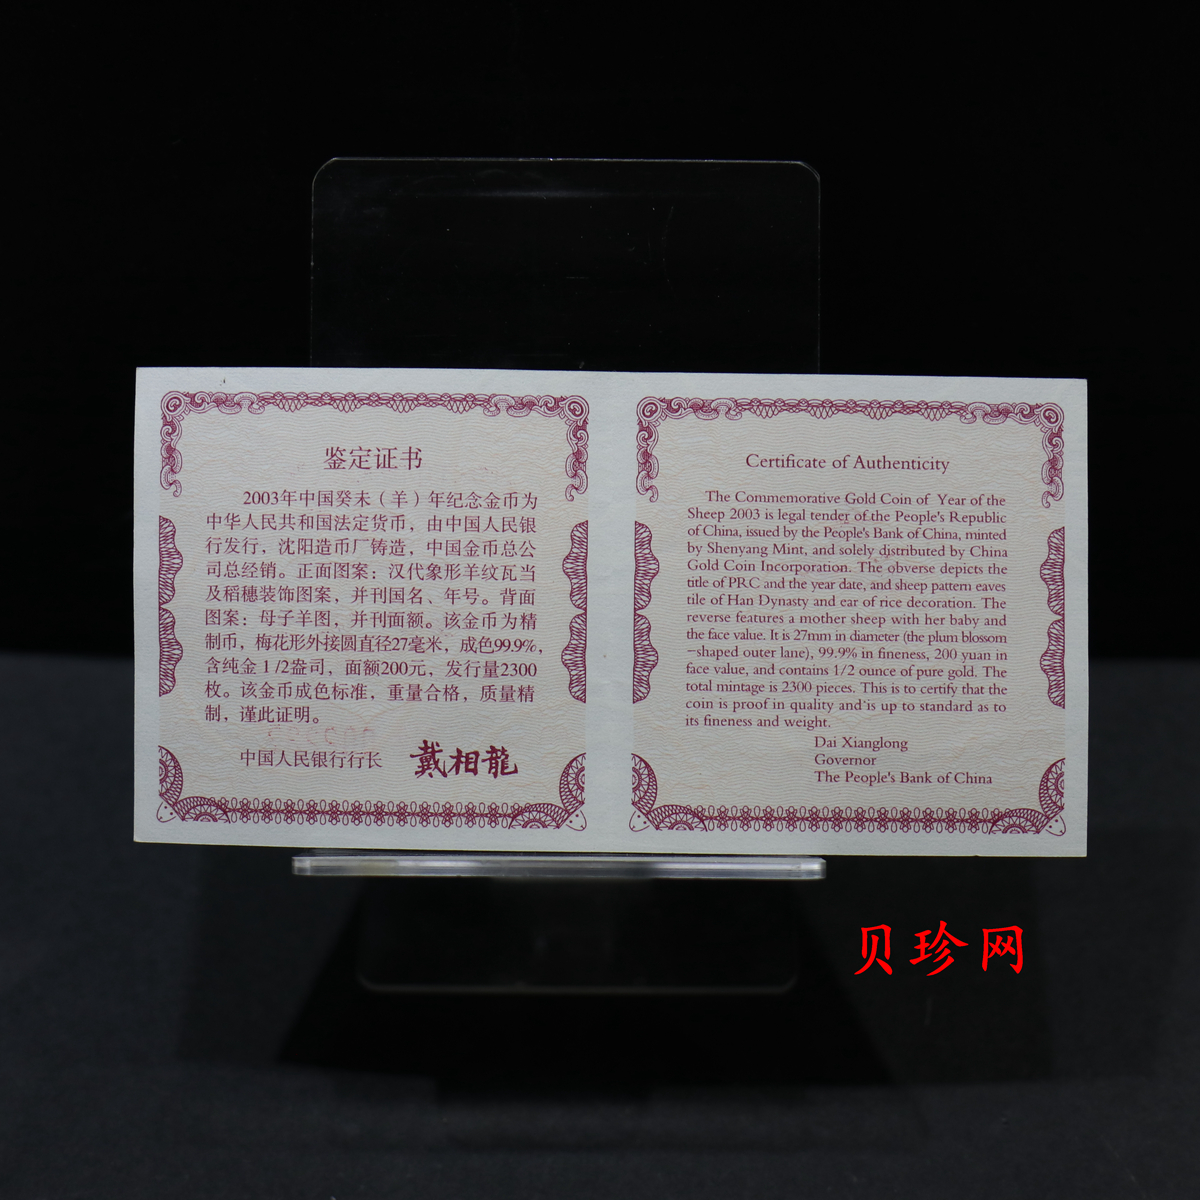 鉴定证书
2003年中国癸未（羊）年纪念金币为
中华人民共和国法定货币，由中国人民银
行发行，沈阳造币厂铸造，中国金币总公
司总经销。正面图案：汉代象形羊纹瓦当
及稻穗装饰图案，并刊国名、年号。背面
图案：母子羊图，并刊面额。该金币为精
制币，梅花形外接圆直径27毫米，成色99.9%，
含纯金1/2盎司，面额200元，发行量2300
枚。该金币成色标准，重量合格，质量精
制，谨此证明。
中国人民银行行长 戴相龍
Certificate of Authenticity
The Commemorative Gold Coin of Year of the
Sheep 2003 is legal tender of the People's Republic
of China, issued by the People's Bank of China, minted
by Shenyang Mint, and solely distributed by China
Gold Coin Incorporation. The obverse depicts the
title of PRC and the year date, and sheep pattern eaves
tile of Han Dynasty and ear of rice decoration. The
reverse features a mother sheep with her baby and
the face value. It is 27mm in diameter (the plum blossom
-shaped outer lane), 99.9% in fineness, 200 yuan in
face value, and contains 1/2 ounce of pure gold. The
total mintage is 2300 pieces. This is to certify that the
coin is proof in quality and is up to standard as to
its fineness and weight.
Dai Xianglong
Governor
The People's Bank of China
贝珍网